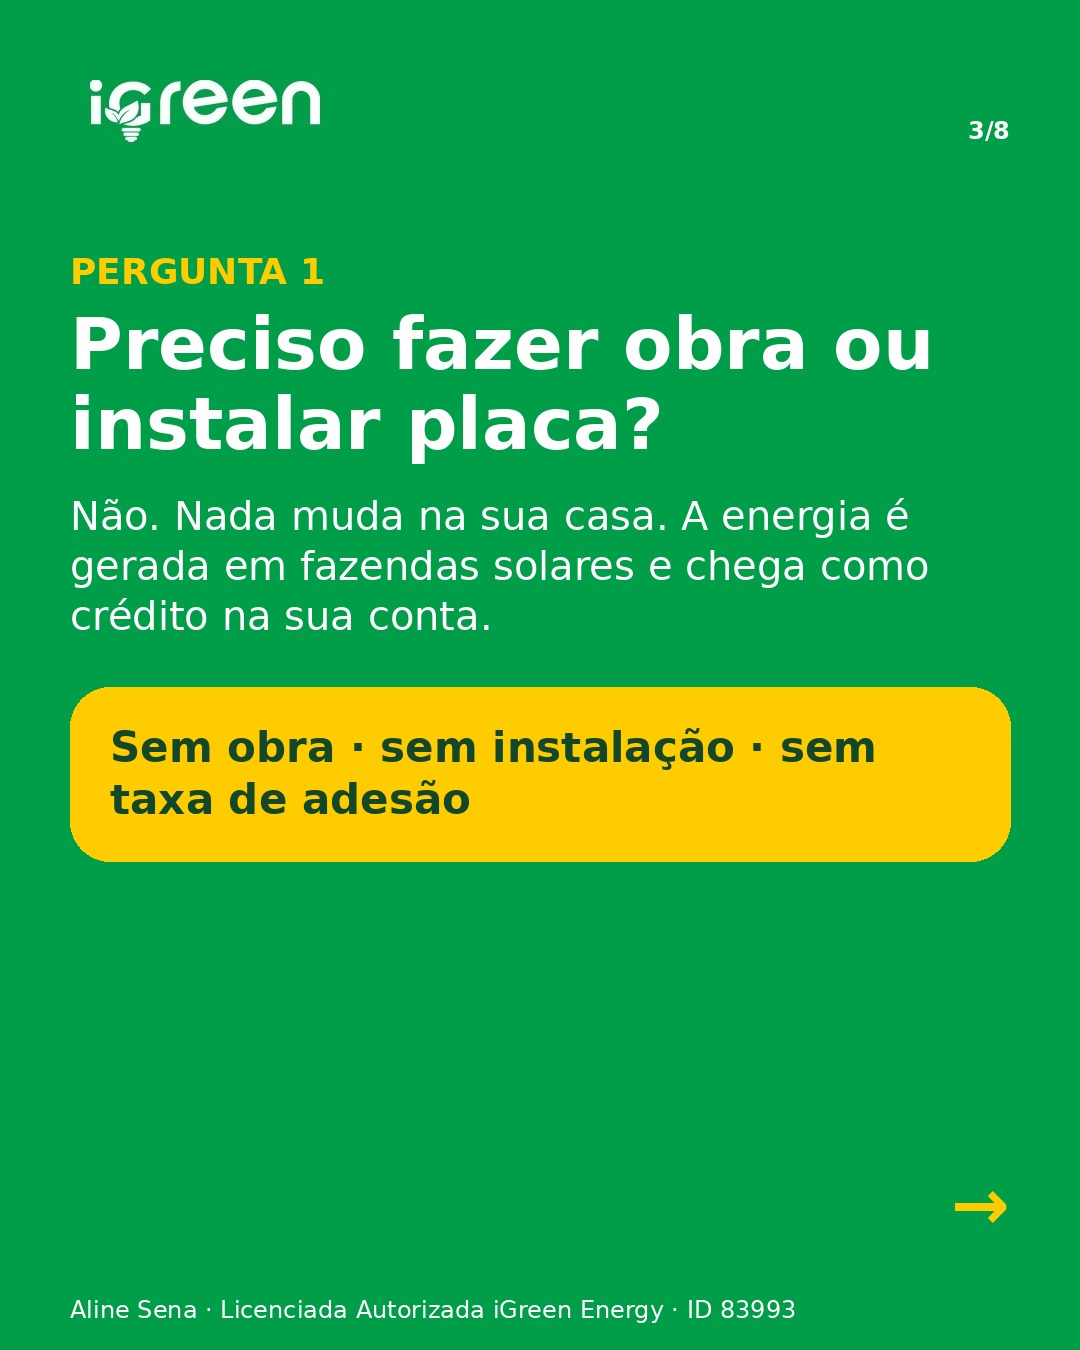 iGreen
3/8
PERGUNTA 1
Preciso fazer obra ou
instalar placa?
Não. Nada muda na sua casa. A energia é
gerada em fazendas solares e chega como
crédito na sua conta.
Sem obra · sem instalação · sem
taxa de adesão
→
Aline Sena · Licenciada Autorizada iGreen Energy · ID 83993